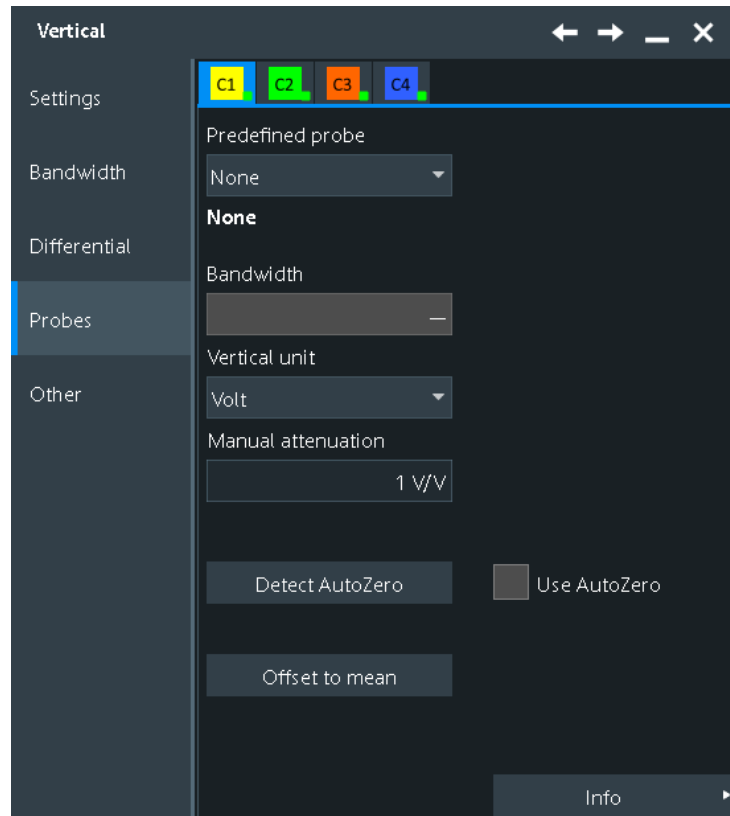 Vertical
Settings
Bandwidth
Differential
Probes
Other
C1 C2 C3 C4
Predefined probe
None
None
Bandwidth
—
Vertical unit
Volt
Manual attenuation
1 V/V
Detect AutoZero Use AutoZero
Offset to mean
Info